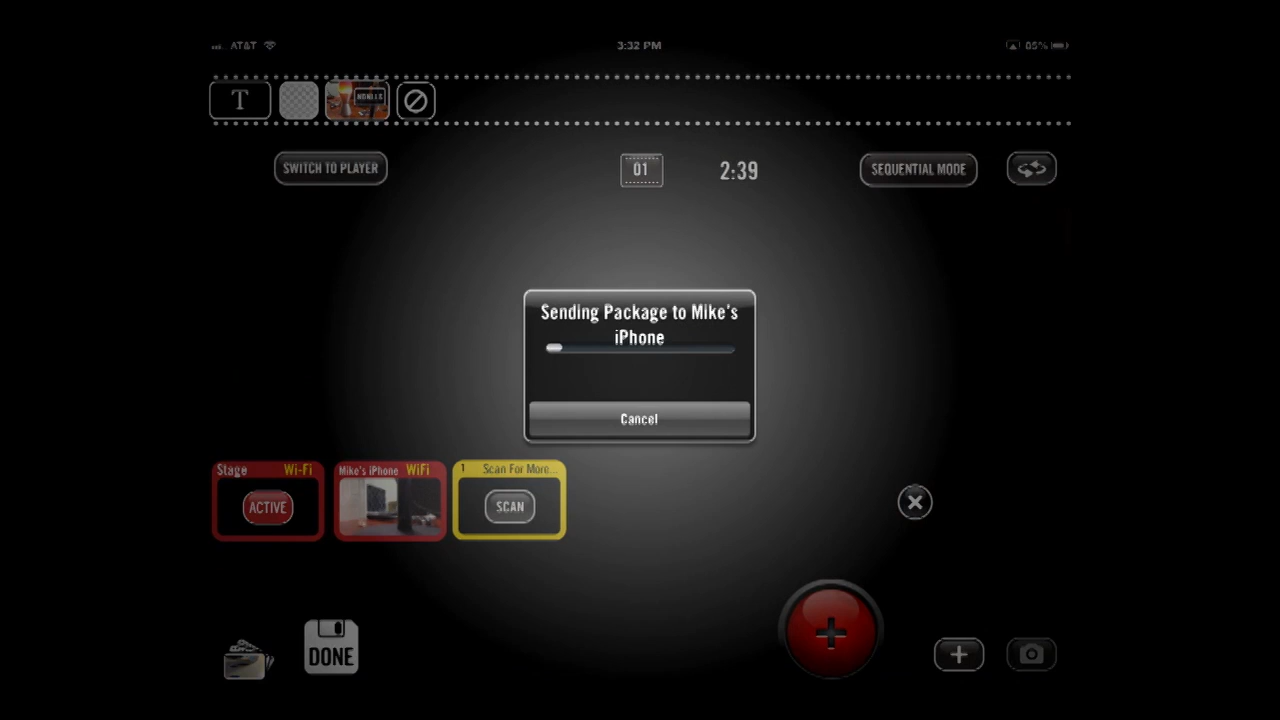 AT&T
3:32 PM
85%
T
SWITCH TO PLAYER
01
2:39
SEQUENTIAL MODE
Sending Package to Mike's
iPhone
Cancel
Stage Wi-Fi
ACTIVE
Mike's iPhone WiFi
1 Scan For More...
SCAN
DONE